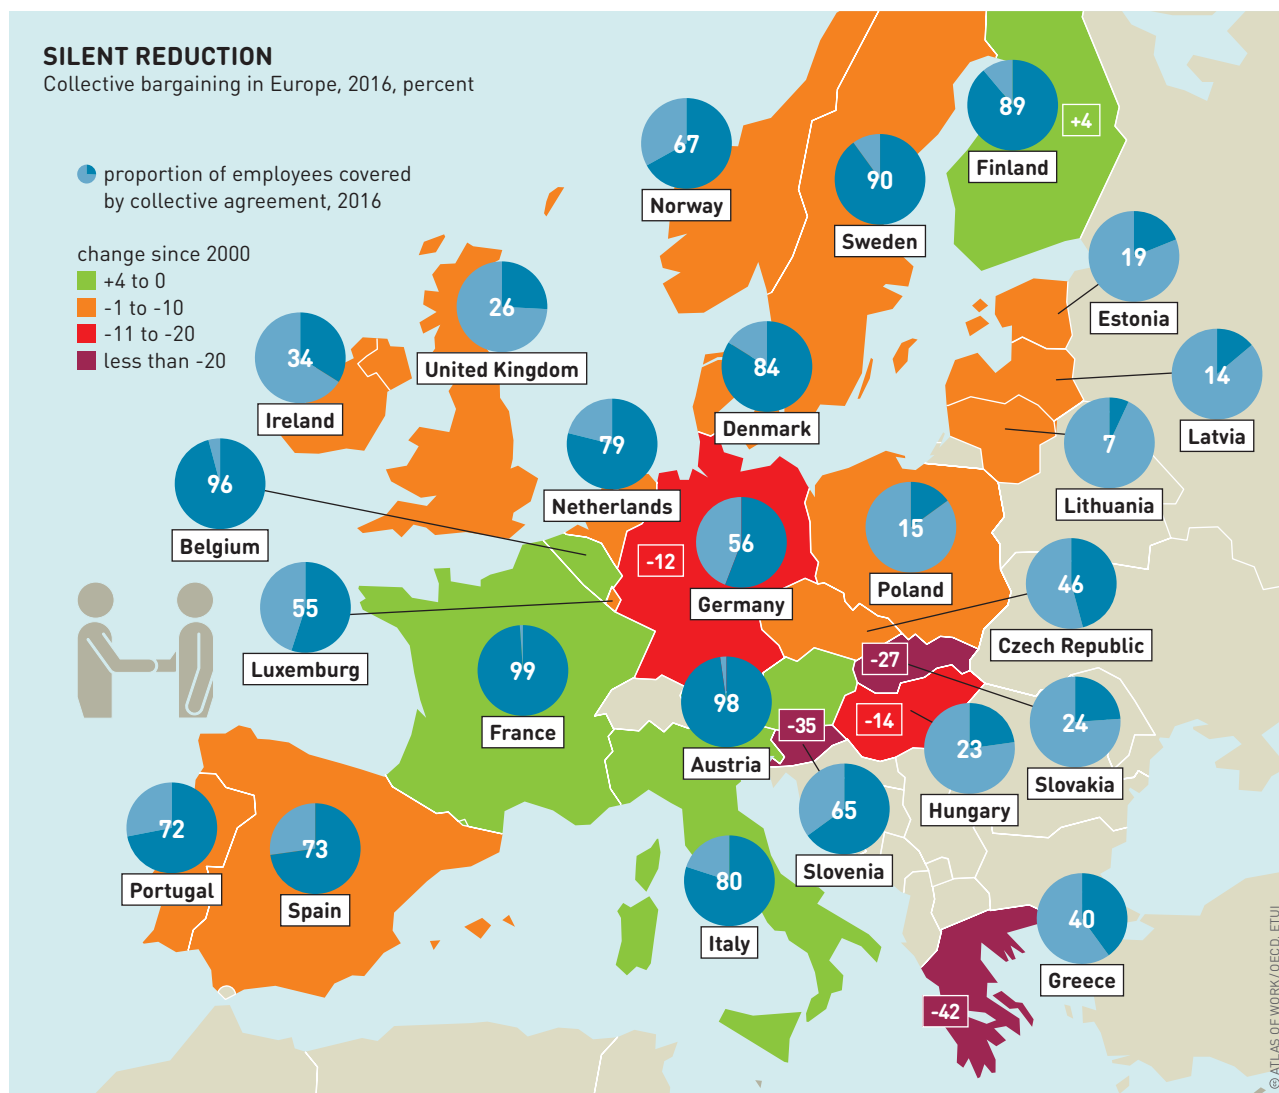 SILENT REDUCTION
Collective bargaining in Europe, 2016, percent
proportion of employees covered
by collective agreement, 2016
change since 2000
+4 to 0
-1 to -10
-11 to -20
less than -20
89
+4
Finland
67
Norway
90
Sweden
19
Estonia
26
United Kingdom
34
Ireland
84
Denmark
14
Latvia
7
Lithuania
79
Netherlands
96
Belgium
-12
56
Germany
15
Poland
46
Czech Republic
55
Luxemburg
99
France
98
Austria
-27
24
Slovakia
-14
23
Hungary
-35
65
Slovenia
72
Portugal
73
Spain
80
Italy
40
Greece
-42
© ATLAS OF WORK/OECD, ETUI